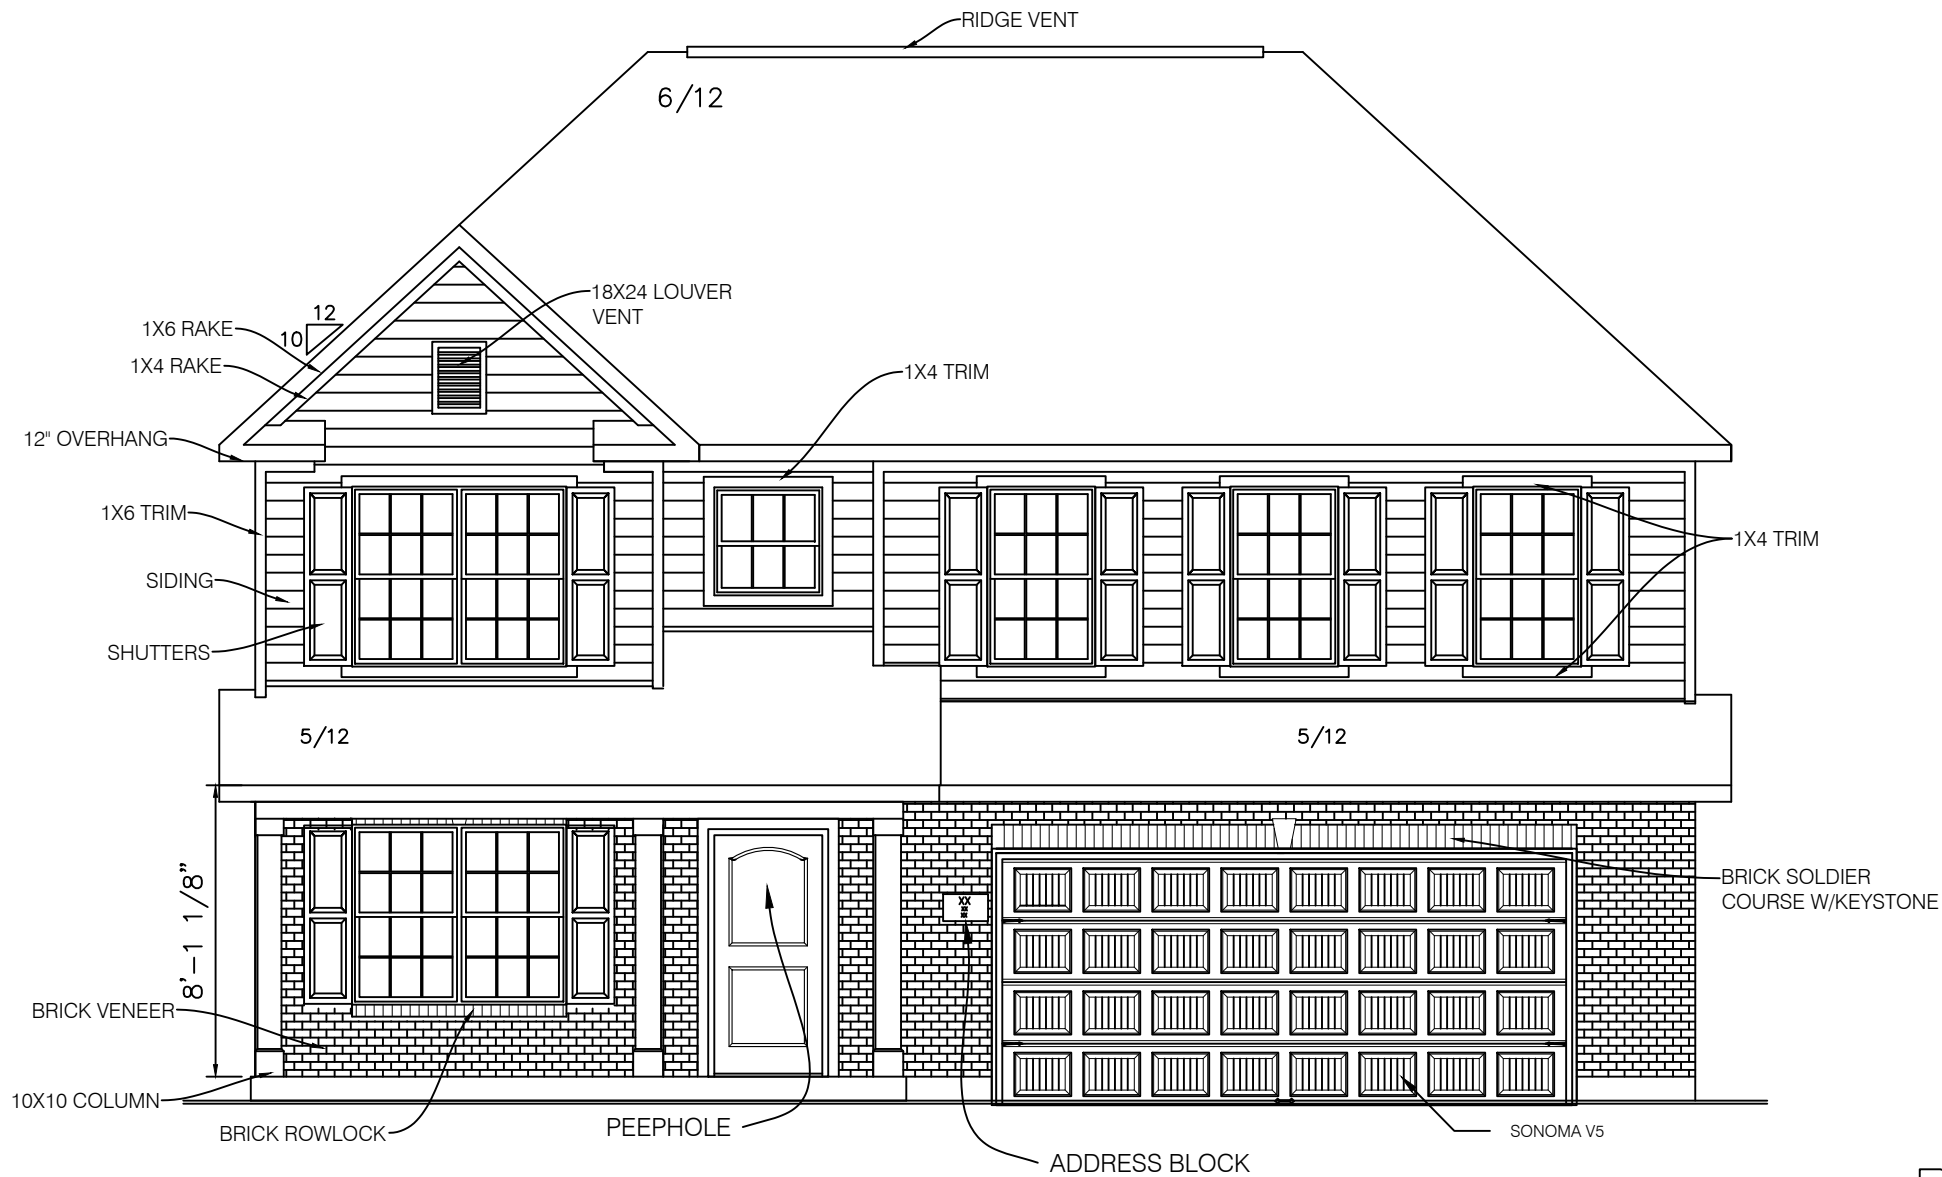 RIDGE VENT
6/12
18X24 LOUVER
VENT
12
10
1X6 RAKE
1X4 RAKE
1X4 TRIM
12" OVERHANG
1X6 TRIM
1X4 TRIM
SIDING
SHUTTERS
5/12
5/12
8'-1 1/8"
BRICK SOLDIER
COURSE W/KEYSTONE
XX
BRICK VENEER
10X10 COLUMN
BRICK ROWLOCK
PEEPHOLE
SONOMA V5
ADDRESS BLOCK